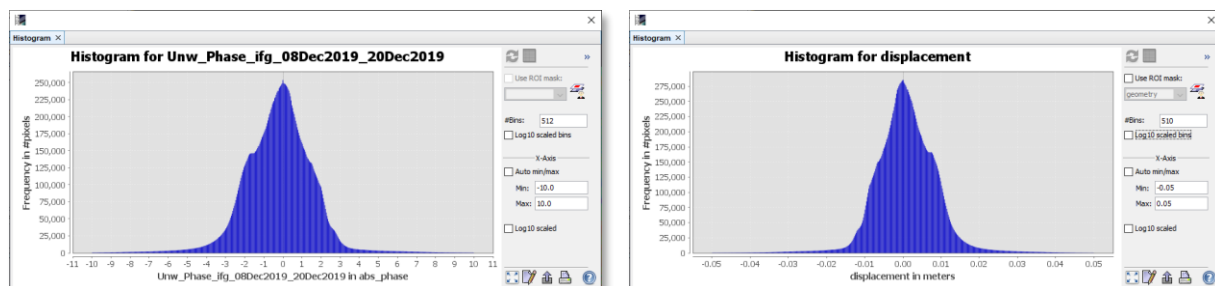 Histogram
Histogram for Unw_Phase_ifg_08Dec2019_20Dec2019
250,000
225,000
200,000
175,000
150,000
125,000
100,000
75,000
50,000
25,000
0
Frequency in #pixels
-11 -10 -9 -8 -7 -6 -5 -4 -3 -2 -1 0 1 2 3 4 5 6 7 8 9 10 11
Unw_Phase_ifg_08Dec2019_20Dec2019 in abs_phase
Use ROI mask:
#Bins: 512
Log10 scaled bins
X-Axis
Auto min/max
Min: -10.0
Max: 10.0
Log10 scaled
Histogram
Histogram for displacement
275,000
250,000
225,000
200,000
175,000
150,000
125,000
100,000
75,000
50,000
25,000
0
Frequency in #pixels
-0.05 -0.04 -0.03 -0.02 -0.01 0.00 0.01 0.02 0.03 0.04 0.05
displacement in meters
Use ROI mask:
geometry
#Bins: 510
Log10 scaled bins
X-Axis
Auto min/max
Min: -0.05
Max: 0.05
Log10 scaled